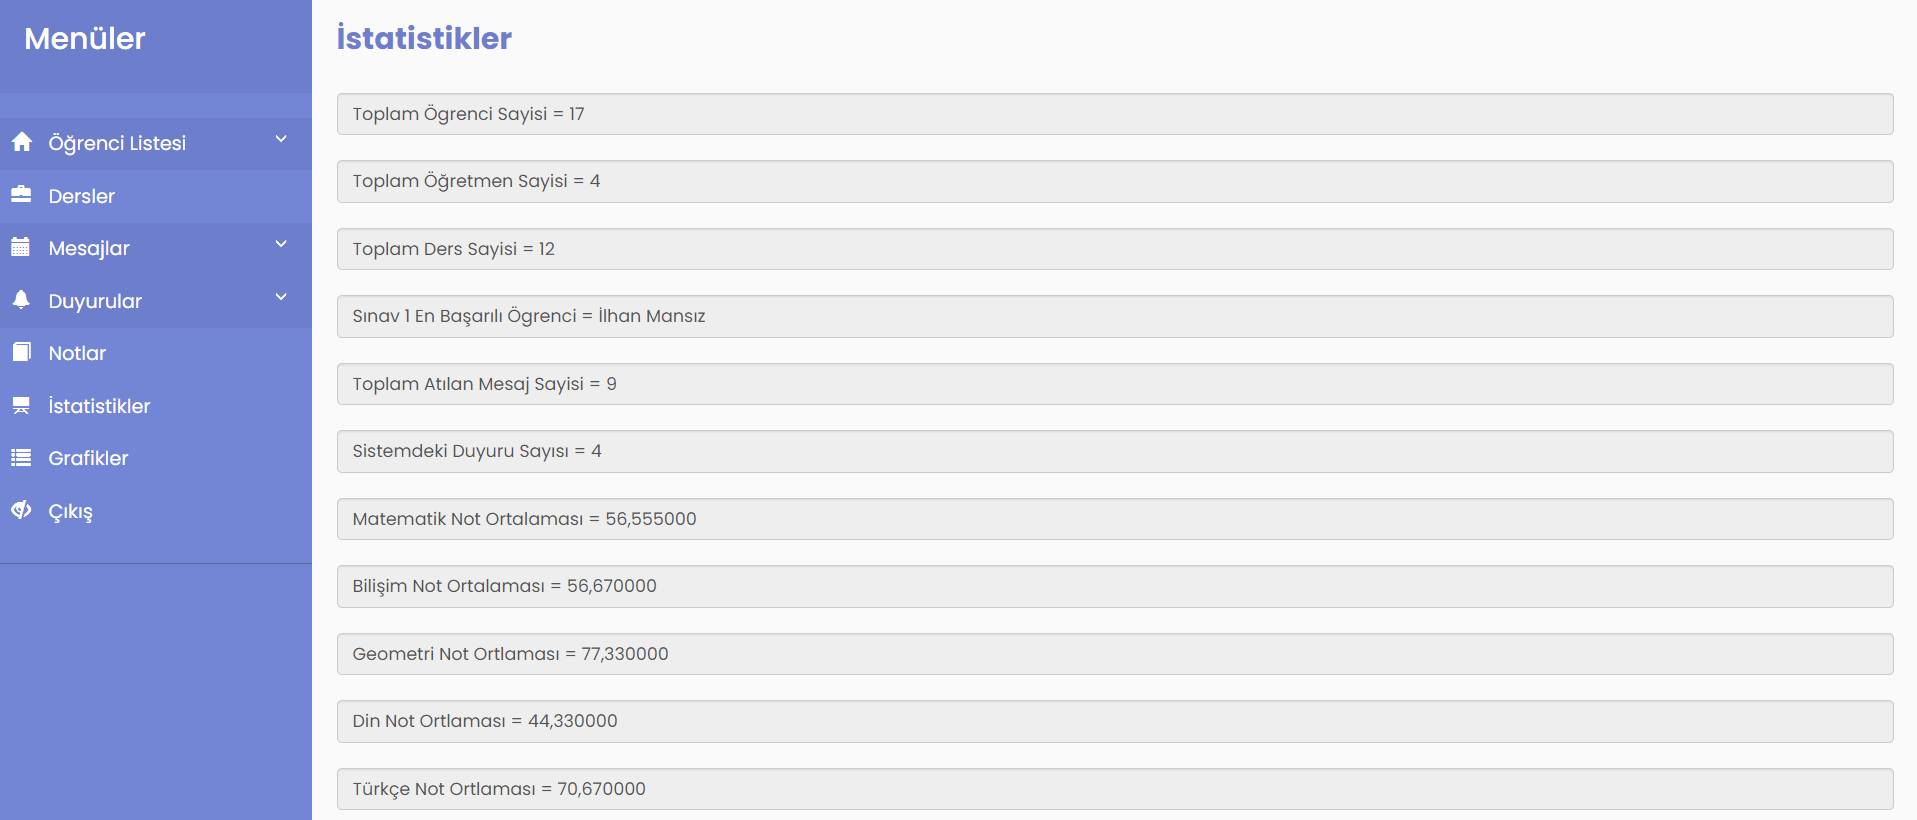 Menüler
Öğrenci Listesi
Dersler
Mesajlar
Duyurular
Notlar
İstatistikler
Grafikler
Çıkış
İstatistikler
Toplam Ögrenci Sayisi = 17
Toplam Öğretmen Sayisi = 4
Toplam Ders Sayisi = 12
Sınav 1 En Başarılı Ögrenci = İlhan Mansız
Toplam Atılan Mesaj Sayisi = 9
Sistemdeki Duyuru Sayısı = 4
Matematik Not Ortalaması = 56,555000
Bilişim Not Ortalaması = 56,670000
Geometri Not Ortlaması = 77,330000
Din Not Ortlaması = 44,330000
Türkçe Not Ortlaması = 70,670000